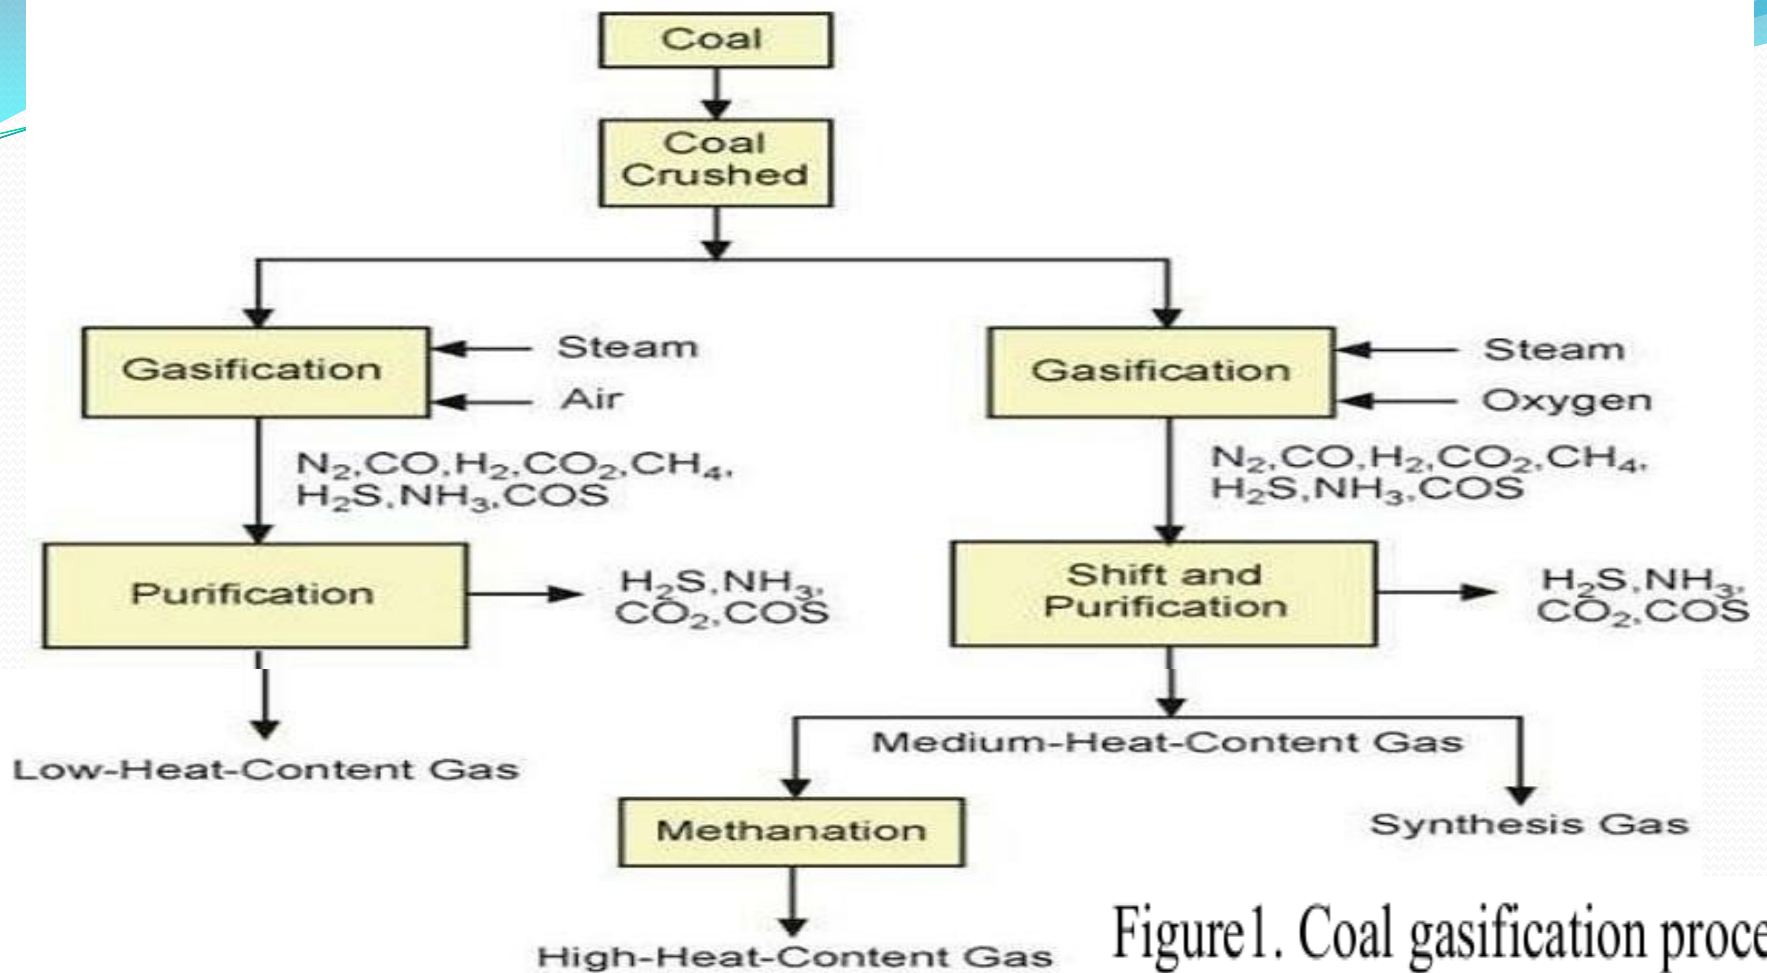 Coal
Coal
Crushed
Gasification
Steam
Air
Gasification
Steam
Oxygen
N₂,CO,H₂,CO₂,CH₄,
H₂S,NH₃,COS
N₂,CO,H₂,CO₂,CH₄,
H₂S,NH₃,COS
Purification
H₂S,NH₃,
CO₂,COS
Shift and
Purification
H₂S,NH₃,
CO₂,COS
Low-Heat-Content Gas
Medium-Heat-Content Gas
Methanation
Synthesis Gas
High-Heat-Content Gas
Figure1. Coal gasification proce